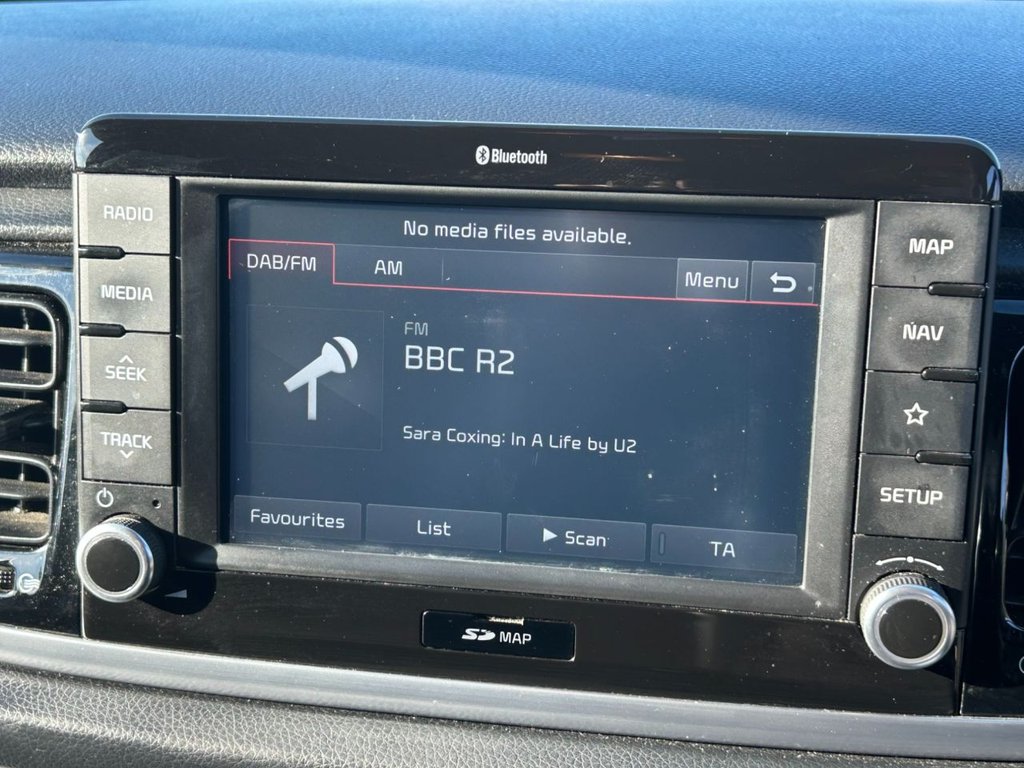 Bluetooth
RADIO
MEDIA
SEEK
TRACK
No media files available.
DAB/FM
AM
Menu
FM
BBC R2
Sara Coxing: In A Life by U2
Favourites
List
Scan
TA
MAP
NAV
SETUP
SD MAP